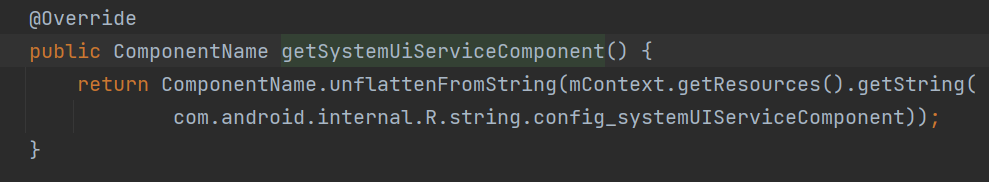 @Override
public ComponentName getSystemUiServiceComponent() {
return ComponentName.unflattenFromString(mContext.getResources().getString(
com.android.internal.R.string.config_systemUIServiceComponent));
}